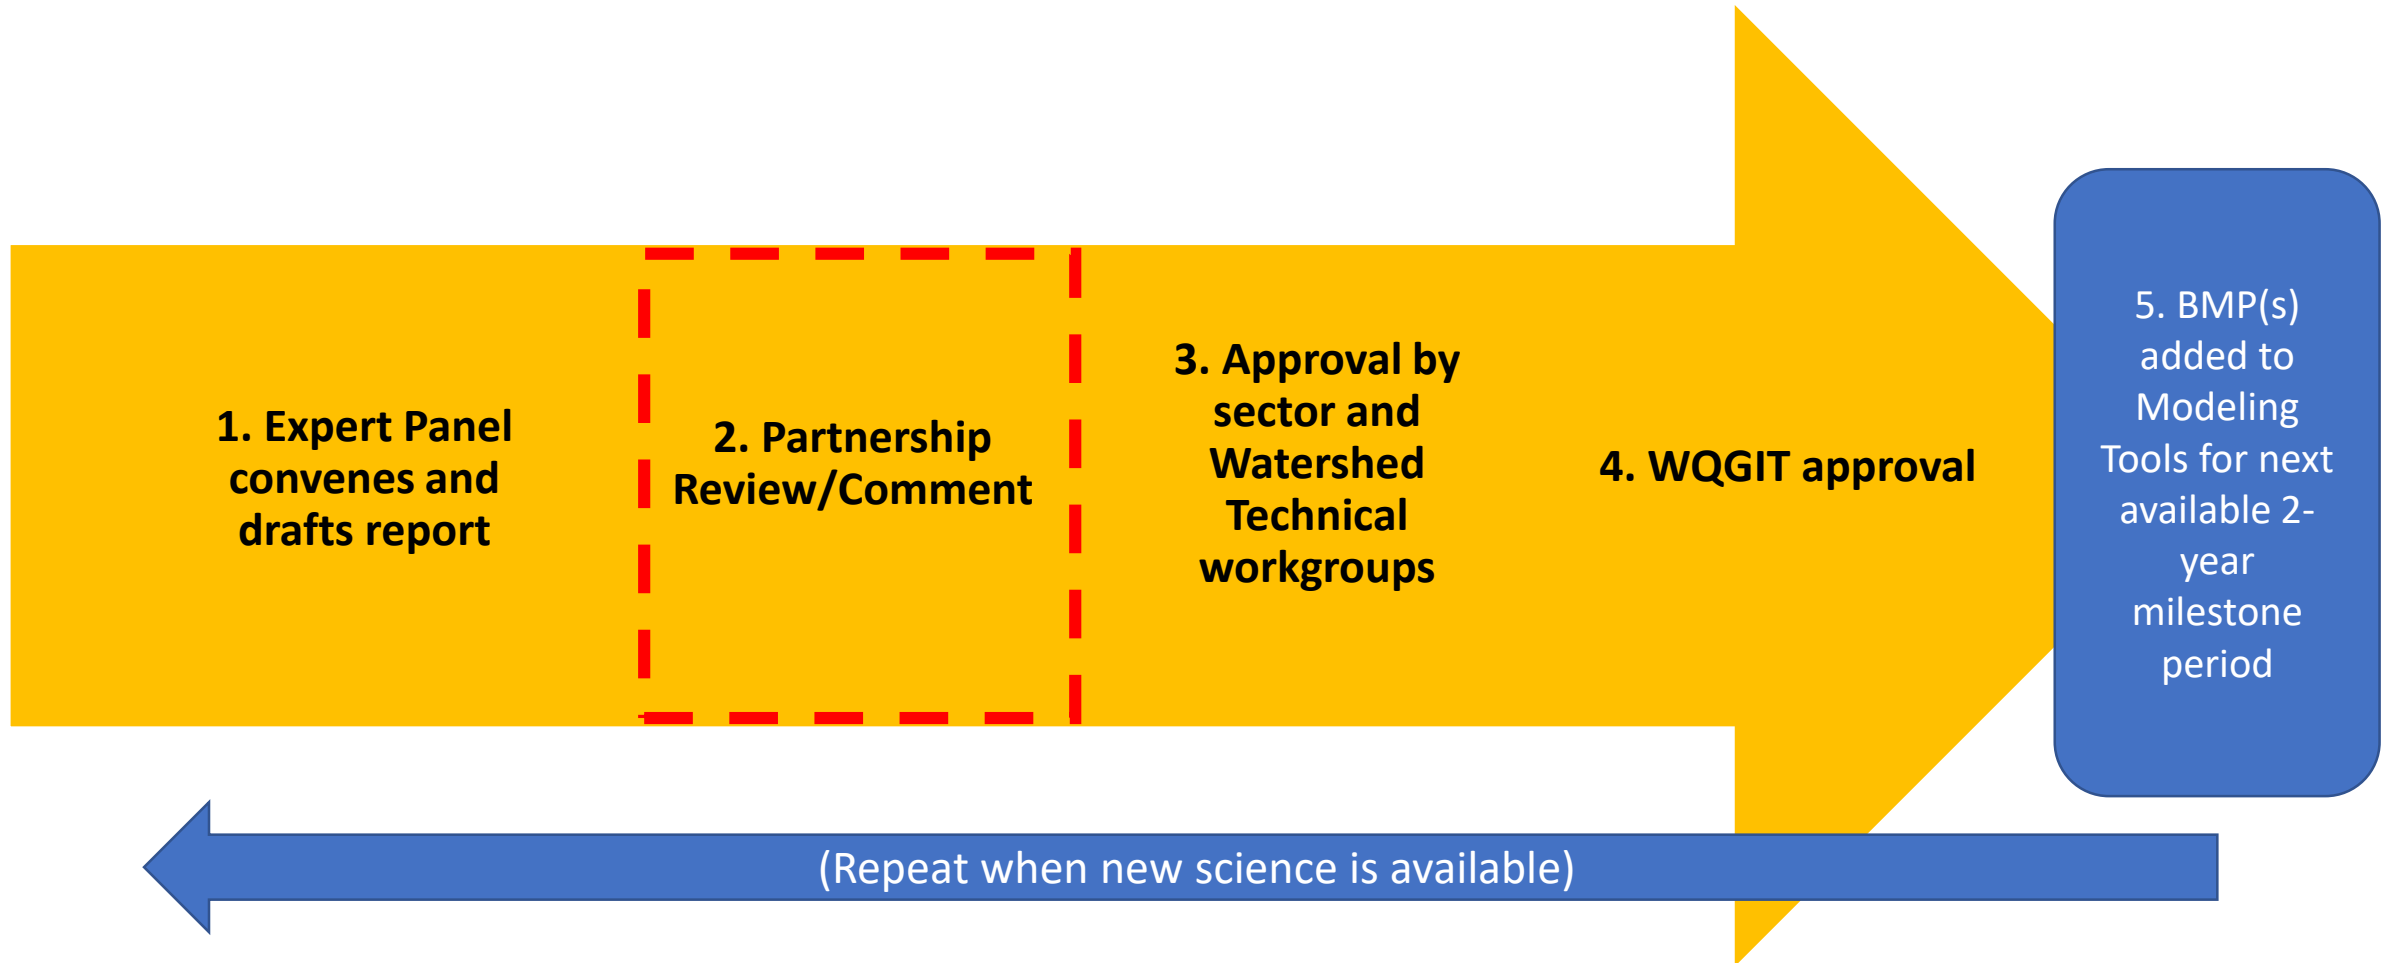 1. Expert Panel
convenes and
drafts report
2. Partnership
Review/Comment
3. Approval by
sector and
Watershed
Technical
workgroups
4. WQGIT approval
5. BMP(s)
added to
Modeling
Tools for next
available 2-
year
milestone
period
(Repeat when new science is available)